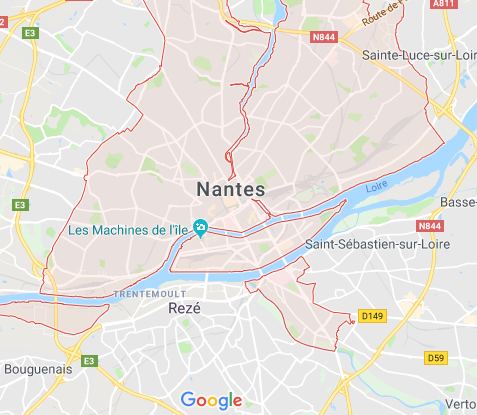 A811
Route de
N844
Sainte-Luce-sur-Loir
E3
Nantes
Loire
E3
Basse-
Les Machines de l'île
N844
Saint-Sébastien-sur-Loire
TRENTEMOULT
Rezé
D149
E3
D59
Bouguenais
Google
Verto